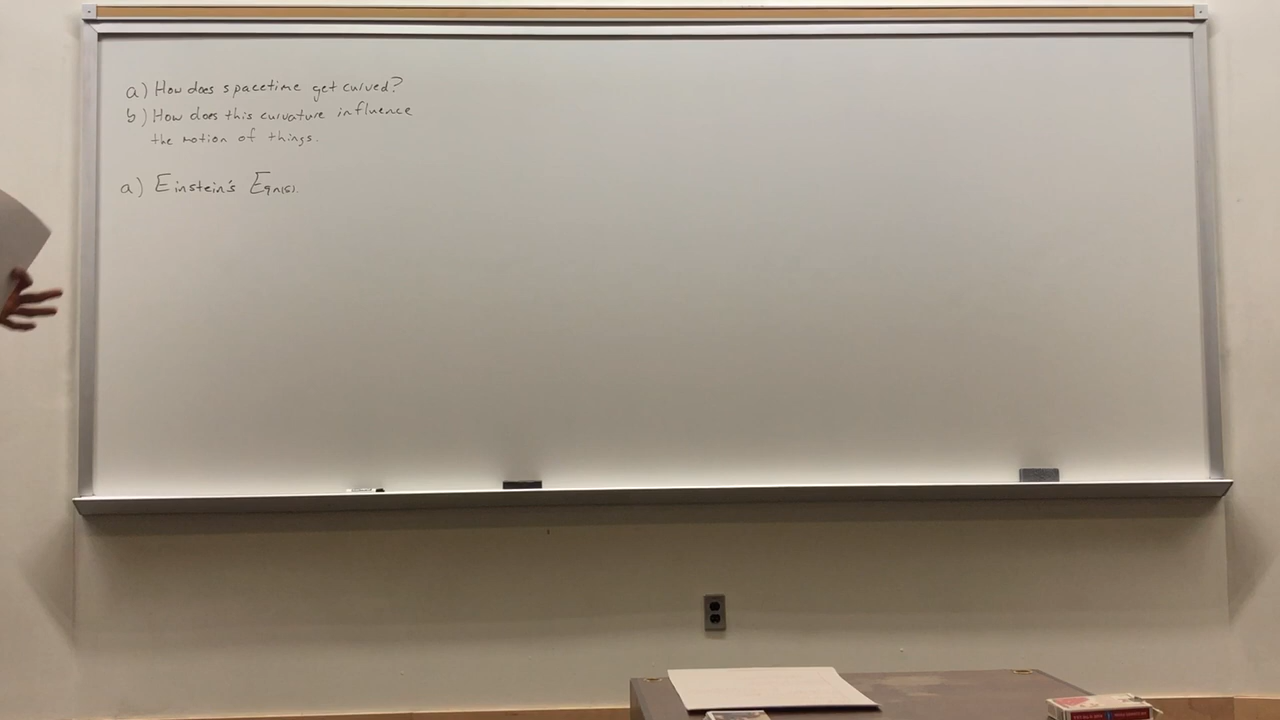 a) How does spacetime get curved?
b) How does this curvature influence
the motion of things.
a) Einstein's Eqn(s).